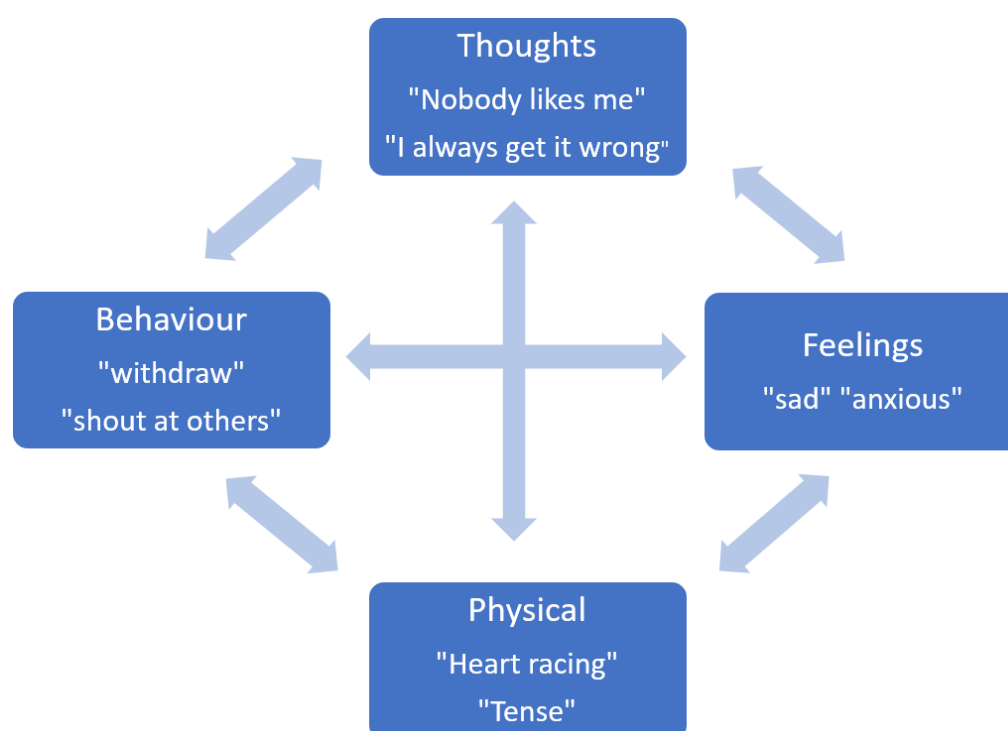 Thoughts
"Nobody likes me"
"I always get it wrong"
Behaviour
"withdraw"
"shout at others"
Feelings
"sad" "anxious"
Physical
"Heart racing"
"Tense"